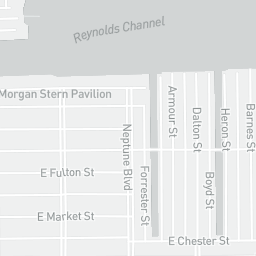 Reynolds Channel
Morgan Stern Pavilion
Neptune Blvd
Forrester St
Armour St
Dalton St
Boyd St
Heron St
Barnes St
E Fulton St
E Market St
E Chester St